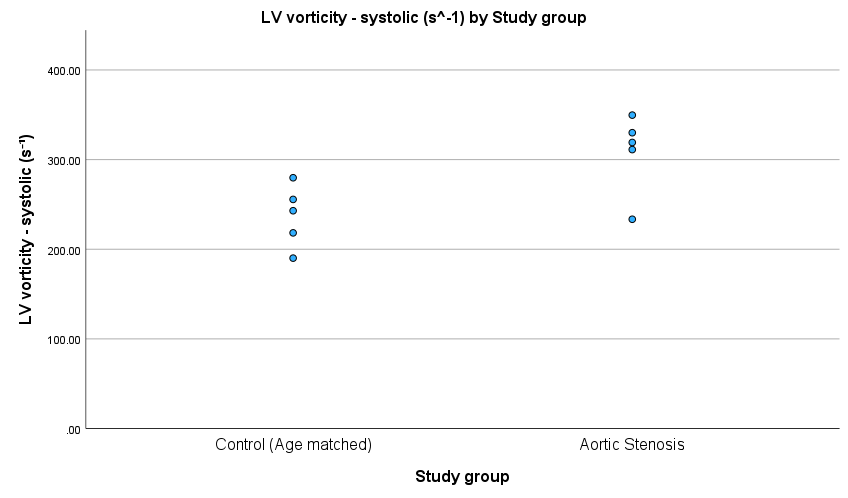 LV vorticity - systolic (s^-1) by Study group
LV vorticity - systolic (s⁻¹)
400.00
300.00
200.00
100.00
.00
Control (Age matched)
Aortic Stenosis
Study group